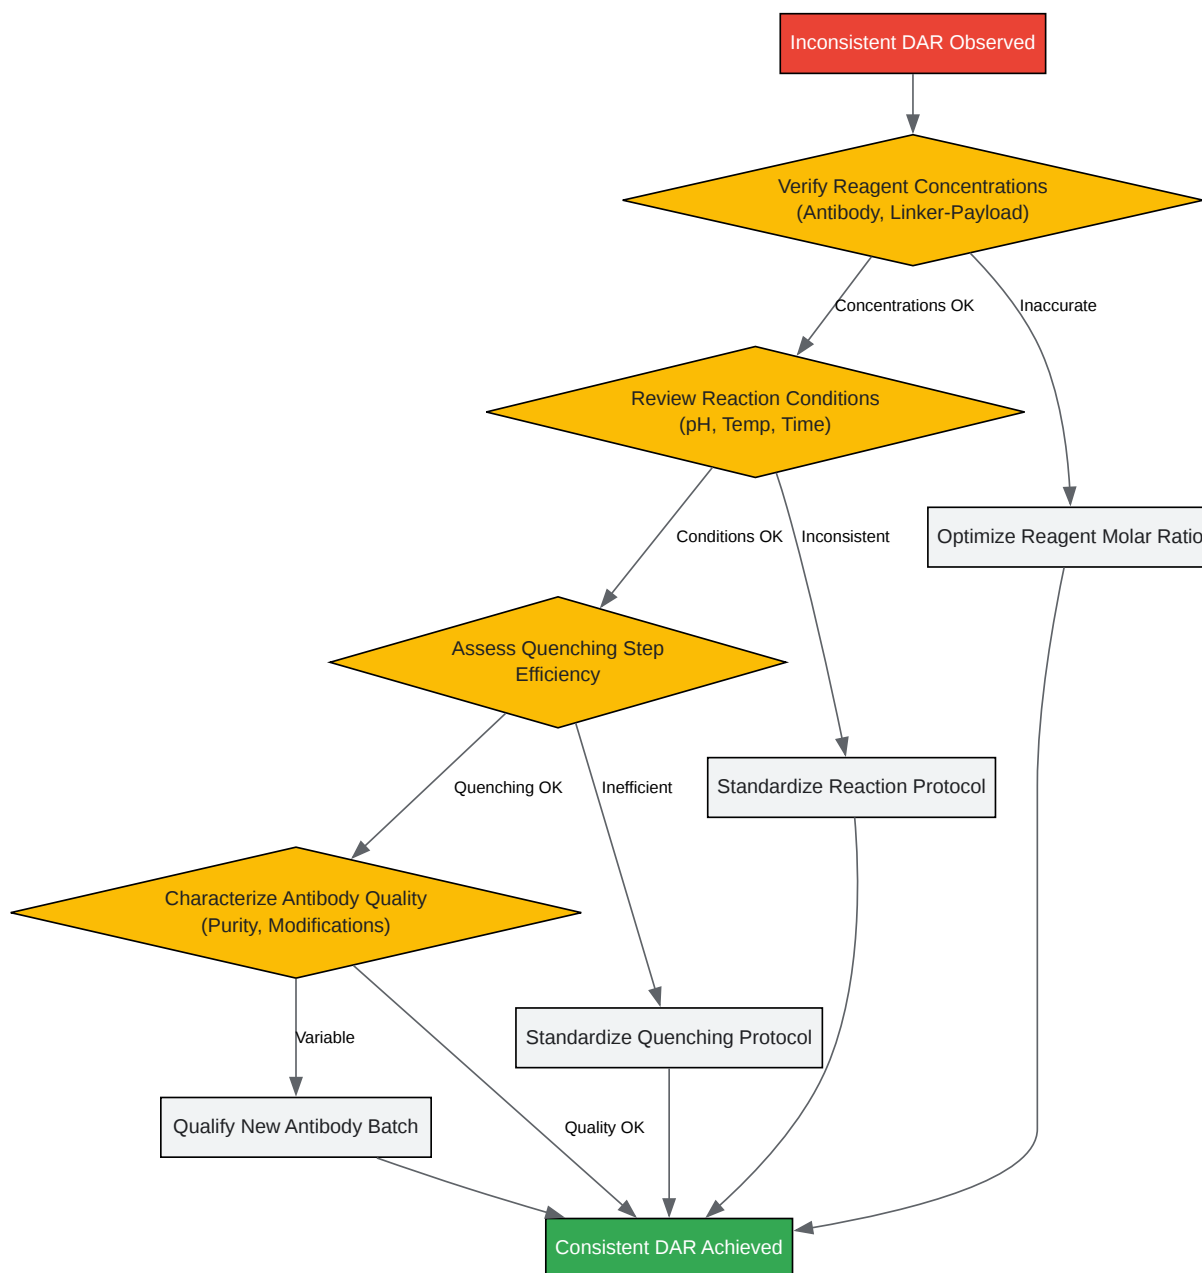 Inconsistent DAR Observed
Verify Reagent Concentrations
(Antibody, Linker-Payload)
Concentrations OK
Inaccurate
Review Reaction Conditions
(pH, Temp, Time)
Conditions OK
Inconsistent
Optimize Reagent Molar Ratio
Assess Quenching Step
Efficiency
Quenching OK
Inefficient
Standardize Reaction Protocol
Characterize Antibody Quality
(Purity, Modifications)
Variable
Standardize Quenching Protocol
Qualify New Antibody Batch
Quality OK
Consistent DAR Achieved